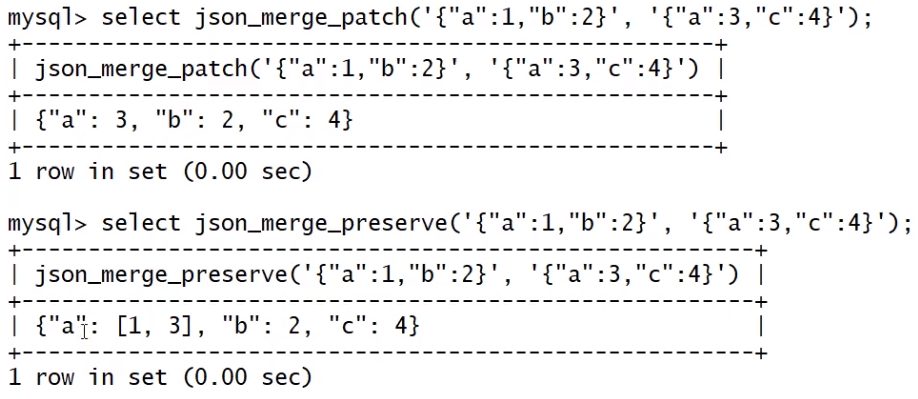 mysql> select json_merge_patch('{"a":1,"b":2}', '{"a":3,"c":4}');
+-----------------------------------------------------+
| json_merge_patch('{"a":1,"b":2}', '{"a":3,"c":4}') |
+-----------------------------------------------------+
| {"a": 3, "b": 2, "c": 4} |
+-----------------------------------------------------+
1 row in set (0.00 sec)
mysql> select json_merge_preserve('{"a":1,"b":2}', '{"a":3,"c":4}');
+--------------------------------------------------------+
| json_merge_preserve('{"a":1,"b":2}', '{"a":3,"c":4}') |
+--------------------------------------------------------+
| {"a": [1, 3], "b": 2, "c": 4} |
+--------------------------------------------------------+
1 row in set (0.00 sec)